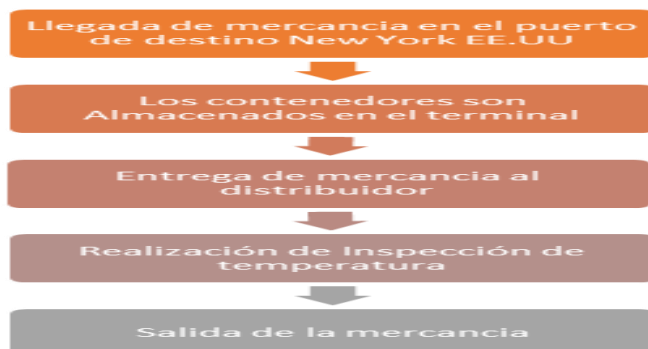 Llegada de mercancia en el puerto
de destino New York EE.UU
Los contenedores son
Almacenados en el terminal
Entrega de mercancia al
distribuidor
Realización de Inspección de
temperatura
Salida de la mercancia